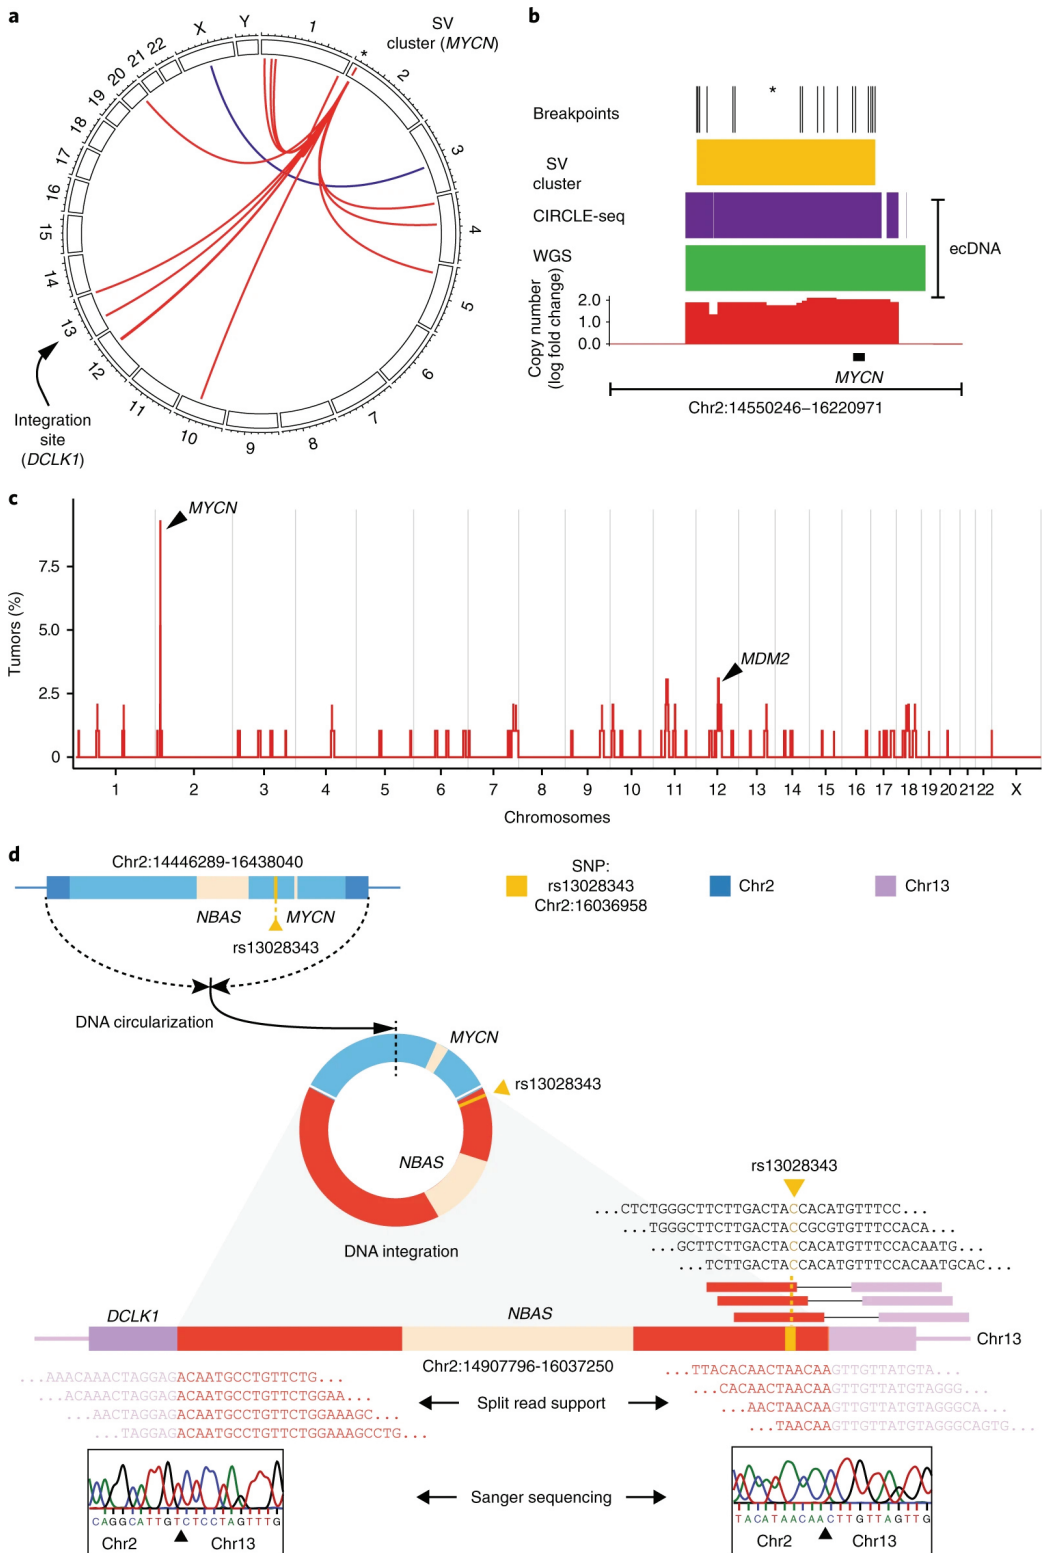 a
SV
cluster (MYCN)
*
1
2
3
4
5
6
7
8
9
10
11
12
13
14
15
16
17
18
19
20
21
22
X
Y
Integration
site
(DCLK1)
b
Breakpoints
*
SV
cluster
CIRCLE-seq
WGS
ecDNA
Copy number
(log fold change)
2.0
1.0
0.0
MYCN
Chr2:14550246–16220971
c
MYCN
MDM2
Tumors (%)
7.5
5.0
2.5
0
1 2 3 4 5 6 7 8 9 10 11 12 13 14 15 16 17 18 19 20 21 22 X
Chromosomes
d
Chr2:14446289-16438040
NBAS
MYCN
rs13028343
SNP:
rs13028343
Chr2:16036958
Chr2
Chr13
DNA circularization
MYCN
rs13028343
NBAS
DNA integration
rs13028343
...CTCTGGGCTTCTTGACTACCACATGTTTCC...
...TGGGCTTCTTGACTACCGCGTGTTTCCACA...
...GCTTCTTGACTACCACATGTTTCCACAATG...
...TCTTGACTACCACATGTTTCCACAATGCAC...
DCLK1
NBAS
Chr13
Chr2:14907796-16037250
...AAACAAACTAGGAGACAATGCCTGTTCTG...
...ACAAACTAGGAGACAATGCCTGTTCTGGAA...
...AACTAGGAGACAATGCCTGTTCTGGAAAGC...
...TAGGAGACAATGCCTGTTCTGGAAAGCCTG...
Split read support
...TTACACAACTAACAAGTTGTTATGTA...
...CACAACTAACAAGTTGTTATGTAGGG...
...AACTAACAAGTTGTTATGTAGGGCA...
...TAACAAGTTGTTATGTAGGGCAGTG...
Sanger sequencing
CAGGCATTGTCTCCTAGTTTG
Chr2 Chr13
TACATAACAACTTGTTAGTTG
Chr2 Chr13